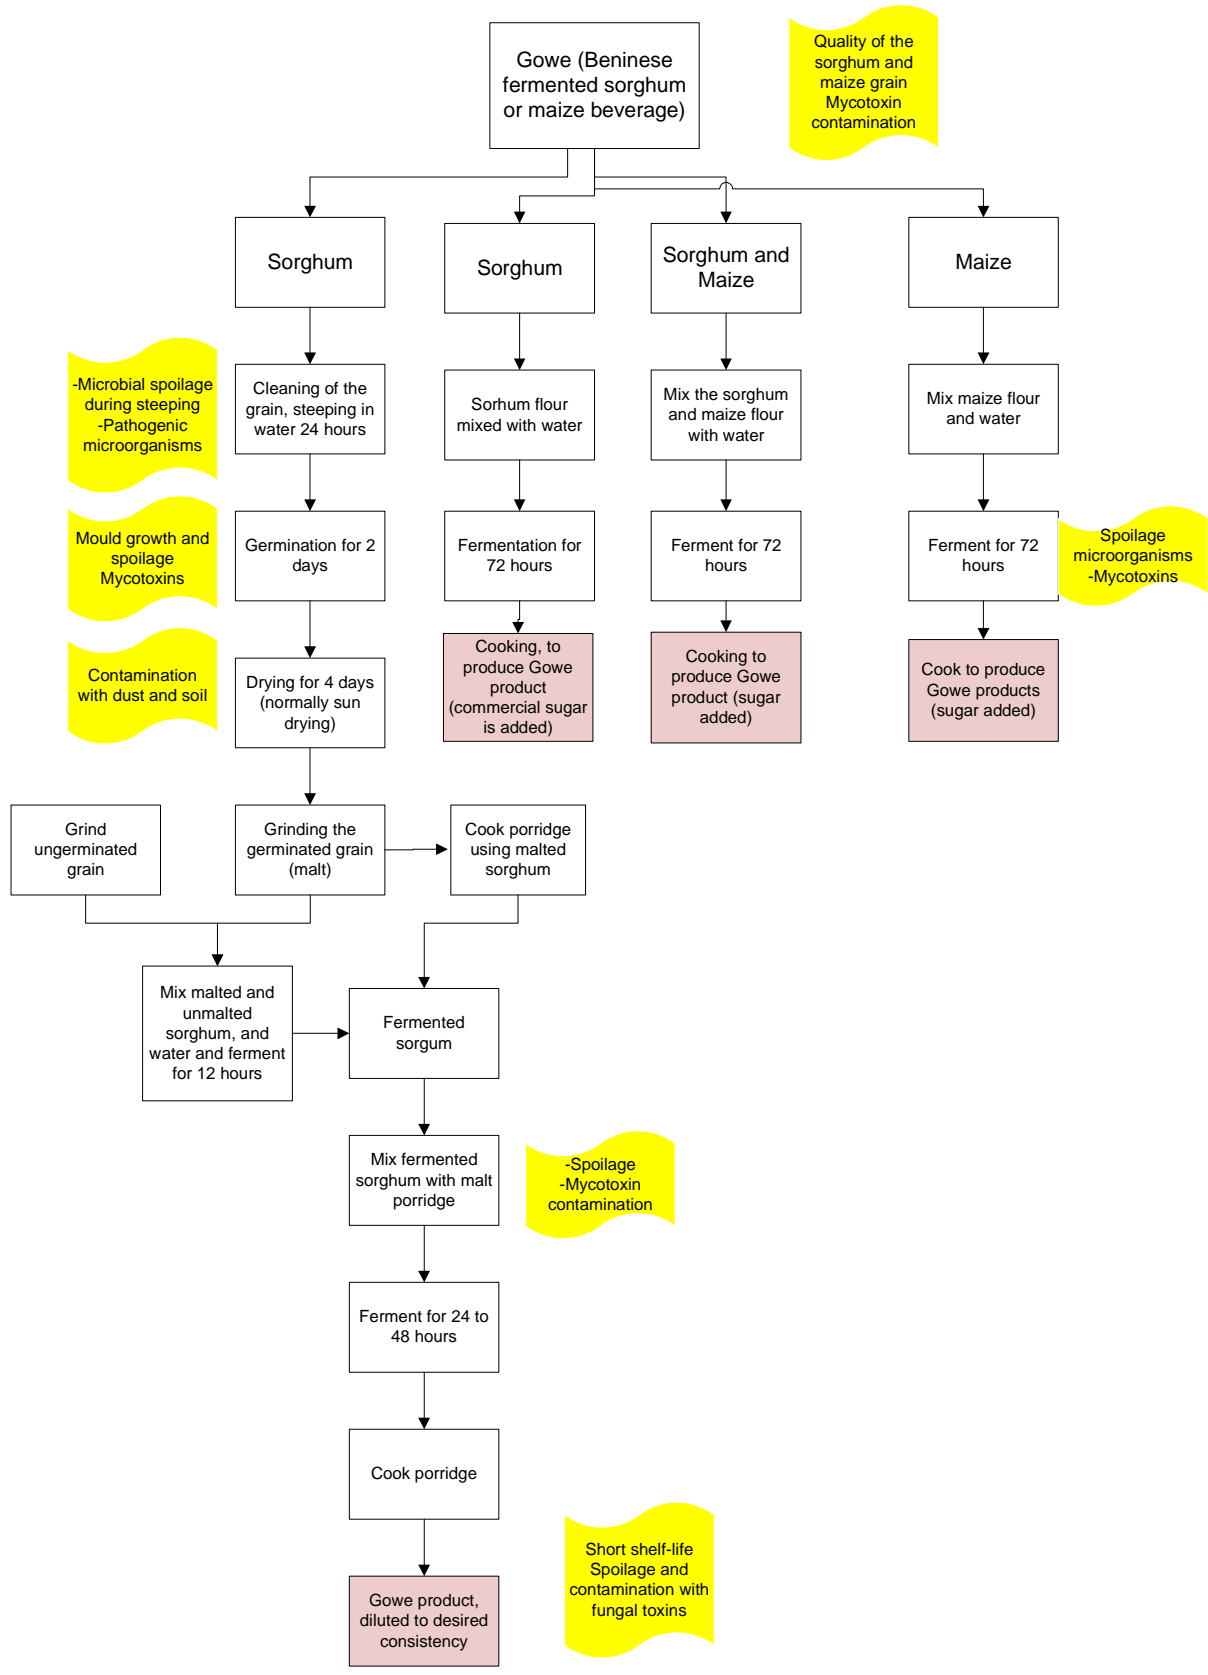 Gowe (Beninese
fermented sorghum
or maize beverage)
Quality of the
sorghum and
maize grain
Mycotoxin
contamination
Sorghum
Sorghum
Sorghum and
Maize
Maize
-Microbial spoilage
during steeping
-Pathogenic
microorganisms
Cleaning of the
grain, steeping in
water 24 hours
Sorhum flour
mixed with water
Mix the sorghum
and maize flour
with water
Mix maize flour
and water
Mould growth and
spoilage
Mycotoxins
Germination for 2
days
Fermentation for
72 hours
Ferment for 72
hours
Ferment for 72
hours
Spoilage
microorganisms
-Mycotoxins
Contamination
with dust and soil
Drying for 4 days
(normally sun
drying)
Cooking, to
produce Gowe
product
(commercial sugar
is added)
Cooking to
produce Gowe
product (sugar
added)
Cook to produce
Gowe products
(sugar added)
Grind
ungerminated
grain
Grinding the
germinated grain
(malt)
Cook porridge
using malted
sorghum
Mix malted and
unmalted
sorghum, and
water and ferment
for 12 hours
Fermented
sorgum
Mix fermented
sorghum with malt
porridge
-Spoilage
-Mycotoxin
contamination
Ferment for 24 to
48 hours
Cook porridge
Short shelf-life
Spoilage and
contamination with
fungal toxins
Gowe product,
diluted to desired
consistency